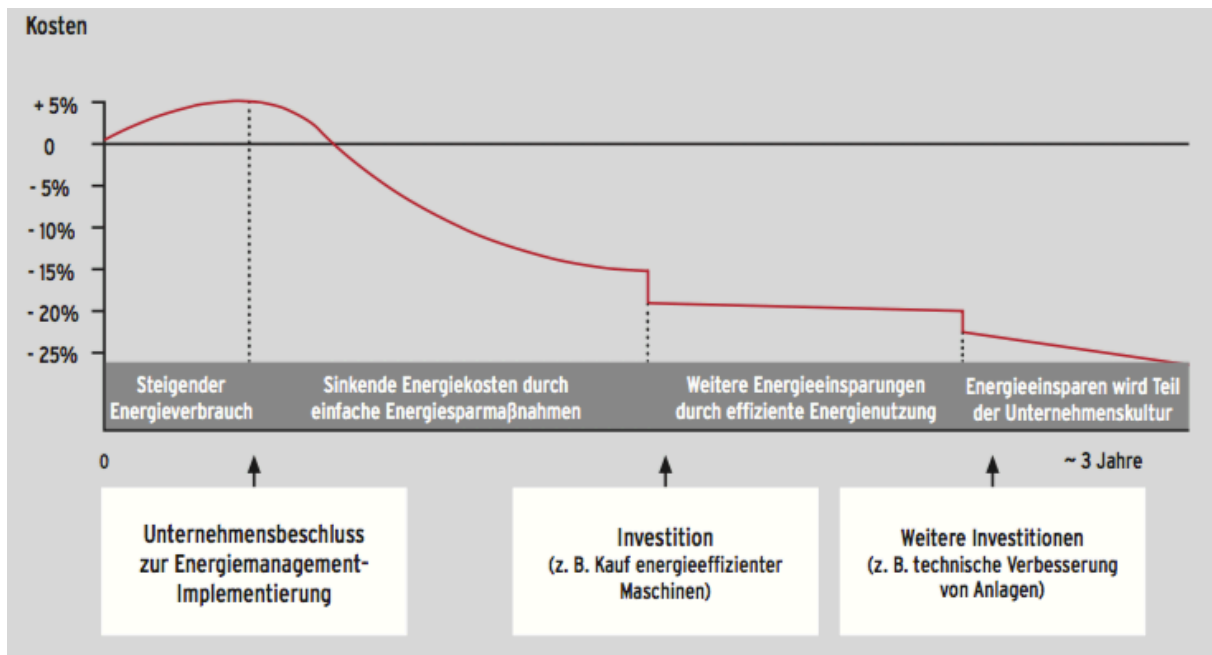 Kosten
+ 5%
0
- 5%
- 10%
- 15%
- 20%
- 25%
Steigender
Energieverbrauch
Sinkende Energiekosten durch
einfache Energiesparmaßnahmen
Weitere Energieeinsparungen
durch effiziente Energienutzung
Energieeinsparen wird Teil
der Unternehmenskultur
0
~ 3 Jahre
Unternehmensbeschluss
zur Energiemanagement-
Implementierung
Investition
(z. B. Kauf energieeffizienter
Maschinen)
Weitere Investitionen
(z. B. technische Verbesserung
von Anlagen)